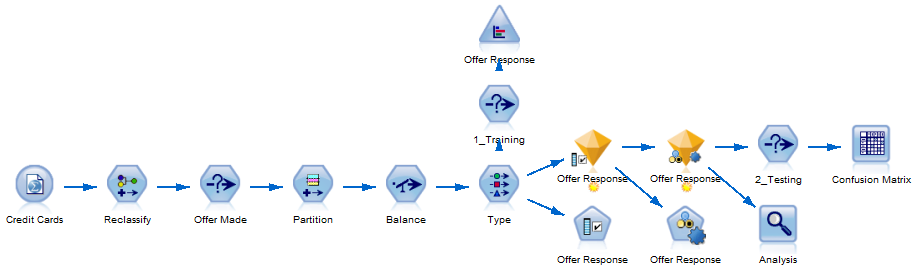 Offer Response
1_Training
Offer Response
Offer Response
2_Testing
Confusion Matrix
Credit Cards
Reclassify
Offer Made
Partition
Balance
Type
Offer Response
Offer Response
Analysis